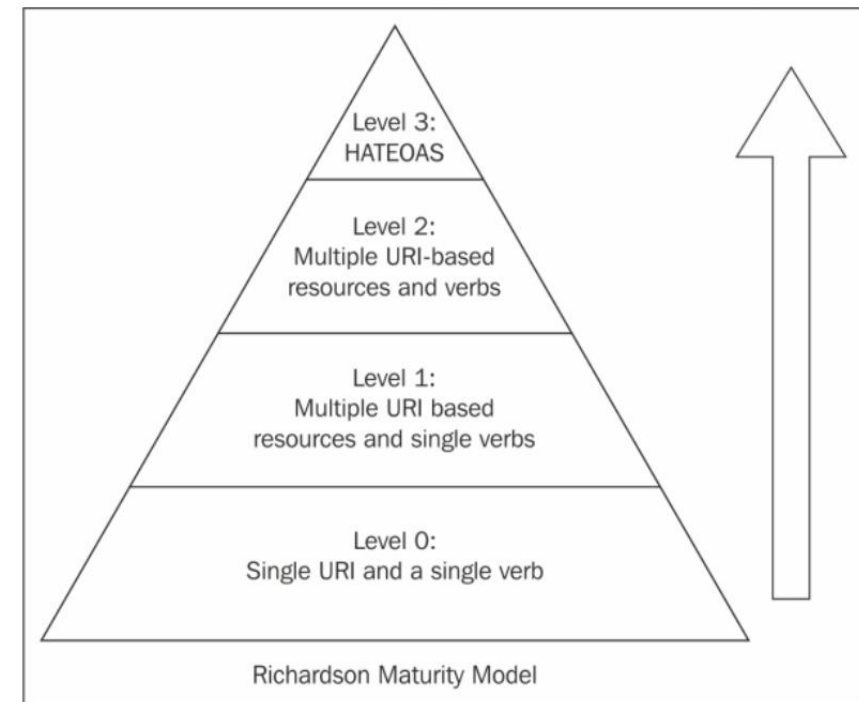 Level 3:
HATEOAS
Level 2:
Multiple URI-based
resources and verbs
Level 1:
Multiple URI based
resources and single verbs
Level 0:
Single URI and a single verb
Richardson Maturity Model